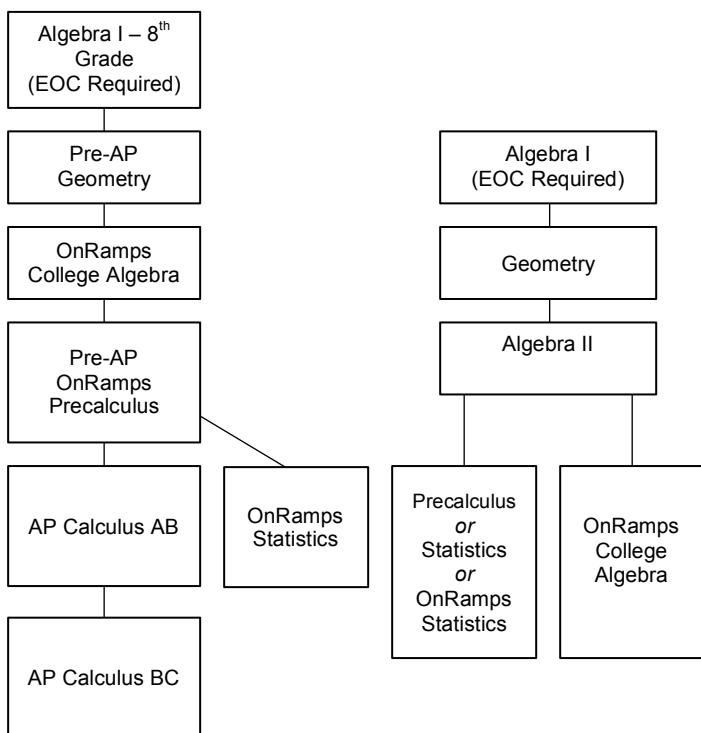 Algebra I – 8th
Grade
(EOC Required)
Pre-AP
Geometry
OnRamps
College Algebra
Pre-AP
OnRamps
Precalculus
AP Calculus AB
AP Calculus BC
OnRamps
Statistics
Algebra I
(EOC Required)
Geometry
Algebra II
Precalculus
or
Statistics
or
OnRamps
Statistics
OnRamps
College
Algebra